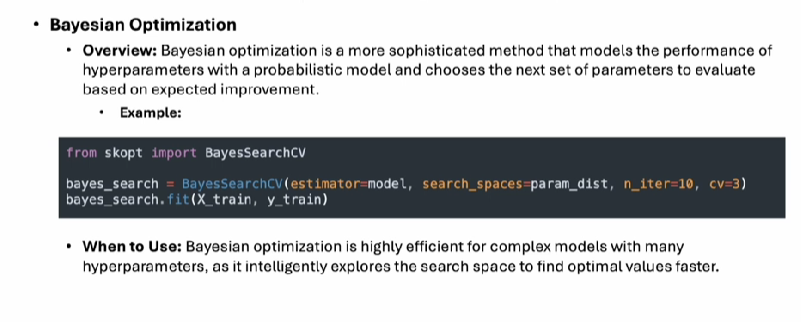 • Bayesian Optimization
• Overview: Bayesian optimization is a more sophisticated method that models the performance of
hyperparameters with a probabilistic model and chooses the next set of parameters to evaluate
based on expected improvement.
• Example:
from skopt import BayesSearchCV
bayes_search = BayesSearchCV(estimator=model, search_spaces=param_dist, n_iter=10, cv=3)
bayes_search.fit(X_train, y_train)
• When to Use: Bayesian optimization is highly efficient for complex models with many
hyperparameters, as it intelligently explores the search space to find optimal values faster.